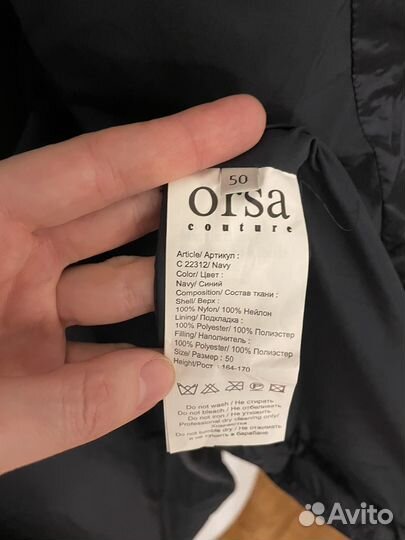 50
orsa
couture
Article/ Артикул :
C 22312/ Navy
Color/ Цвет :
Navy/ Синий
Composition/ Состав ткани :
Shell/ Верх :
100% Nylon/ 100% Нейлон
Lining/ Подкладка :
100% Polyester/ 100% Полиэстер
Filling/ Наполнитель :
100% Polyester/ 100% Полиэстер
Size/ Размер : 50
Height/Рост : 164-170
Do not wash / Не стирать
Do not bleach / Не отбеливать
Do not iron / Не утюжить
Professional dry cleaning only/
Химчистка
Do not tumble dry / Не отжимать
в барабане
Avito